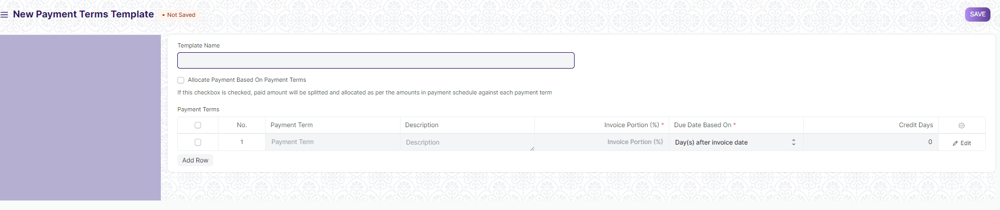 New Payment Terms Template • Not Saved SAVE
Template Name
Allocate Payment Based On Payment Terms
If this checkbox is checked, paid amount will be splitted and allocated as per the amounts in payment schedule against each payment term
Payment Terms
No. Payment Term Description Invoice Portion (%) * Due Date Based On * Credit Days
1 Payment Term Description Invoice Portion (%) Day(s) after invoice date 0 Edit
Add Row